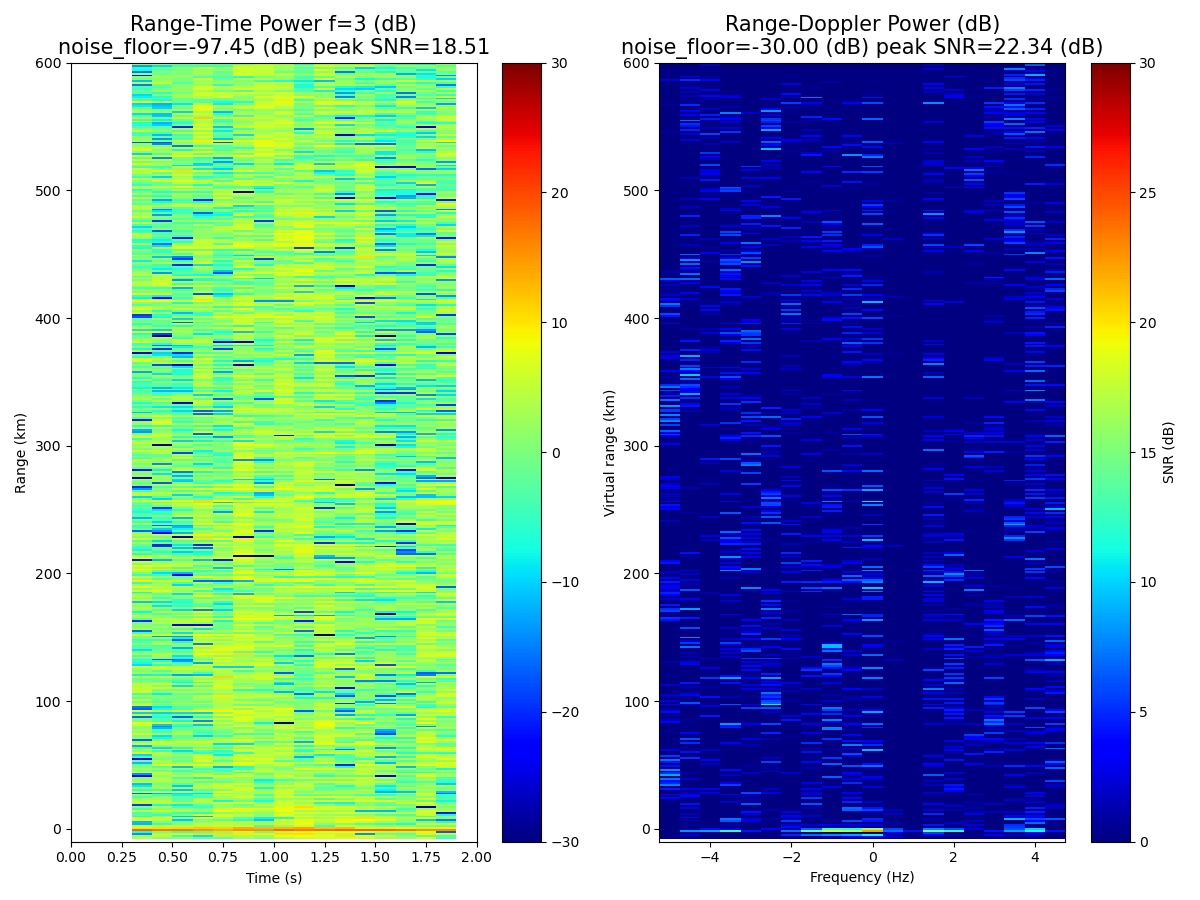 Range-Time Power f=3 (dB)
noise_floor=-97.45 (dB) peak SNR=18.51
Range-Doppler Power (dB)
noise_floor=-30.00 (dB) peak SNR=22.34 (dB)
600
500
400
300
200
100
0
Range (km)
0.00 0.25 0.50 0.75 1.00 1.25 1.50 1.75 2.00
Time (s)
30
20
10
0
−10
−20
−30
600
500
400
300
200
100
0
Virtual range (km)
−4 −2 0 2 4
Frequency (Hz)
30
25
20
15
10
5
0
SNR (dB)